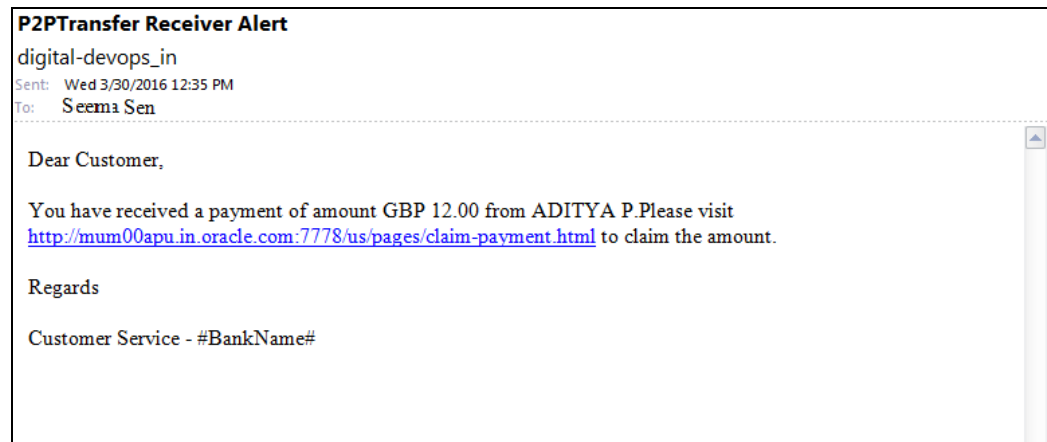 P2PTransfer Receiver Alert
digital-devops_in
Sent: Wed 3/30/2016 12:35 PM
To: Seema Sen
Dear Customer,
You have received a payment of amount GBP 12.00 from ADITYA P.Please visit
http://mum00apu.in.oracle.com:7778/us/pages/claim-payment.html to claim the amount.
Regards
Customer Service - #BankName#